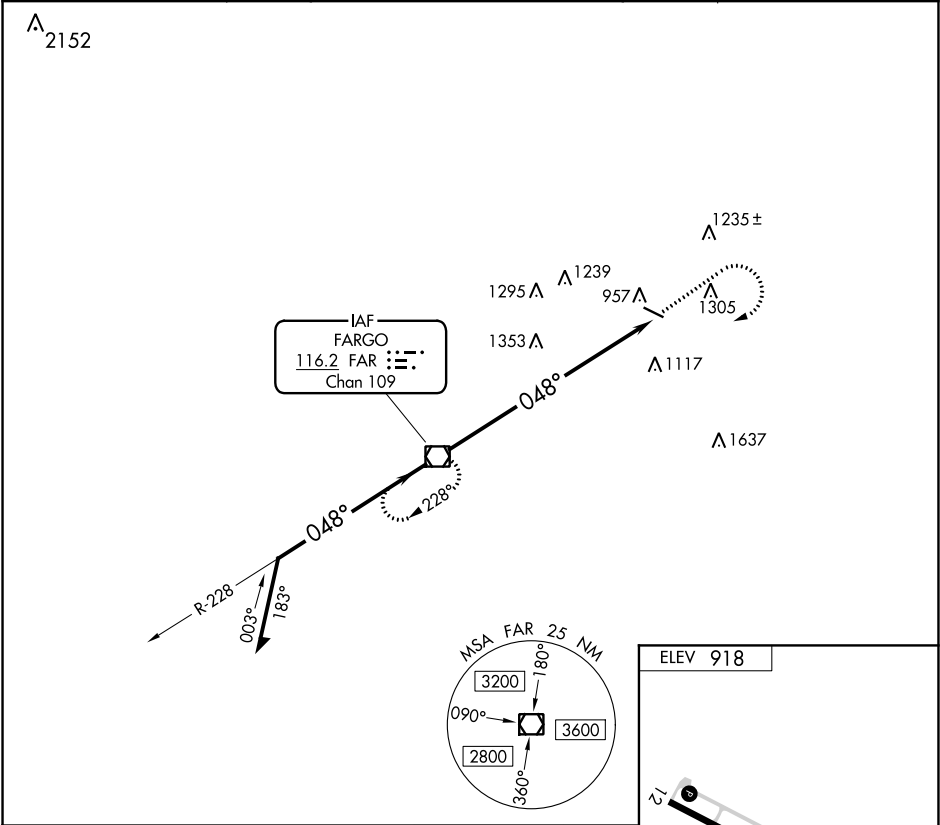 2152
1235±
1239
1295
957
1305
1353
1117
IAF
FARGO
116.2 FAR
Chan 109
048°
1637
228°
048°
R-228
003°
183°
MSA FAR 25 NM
180°
3200
090°
3600
2800
360°
ELEV 918
12
P